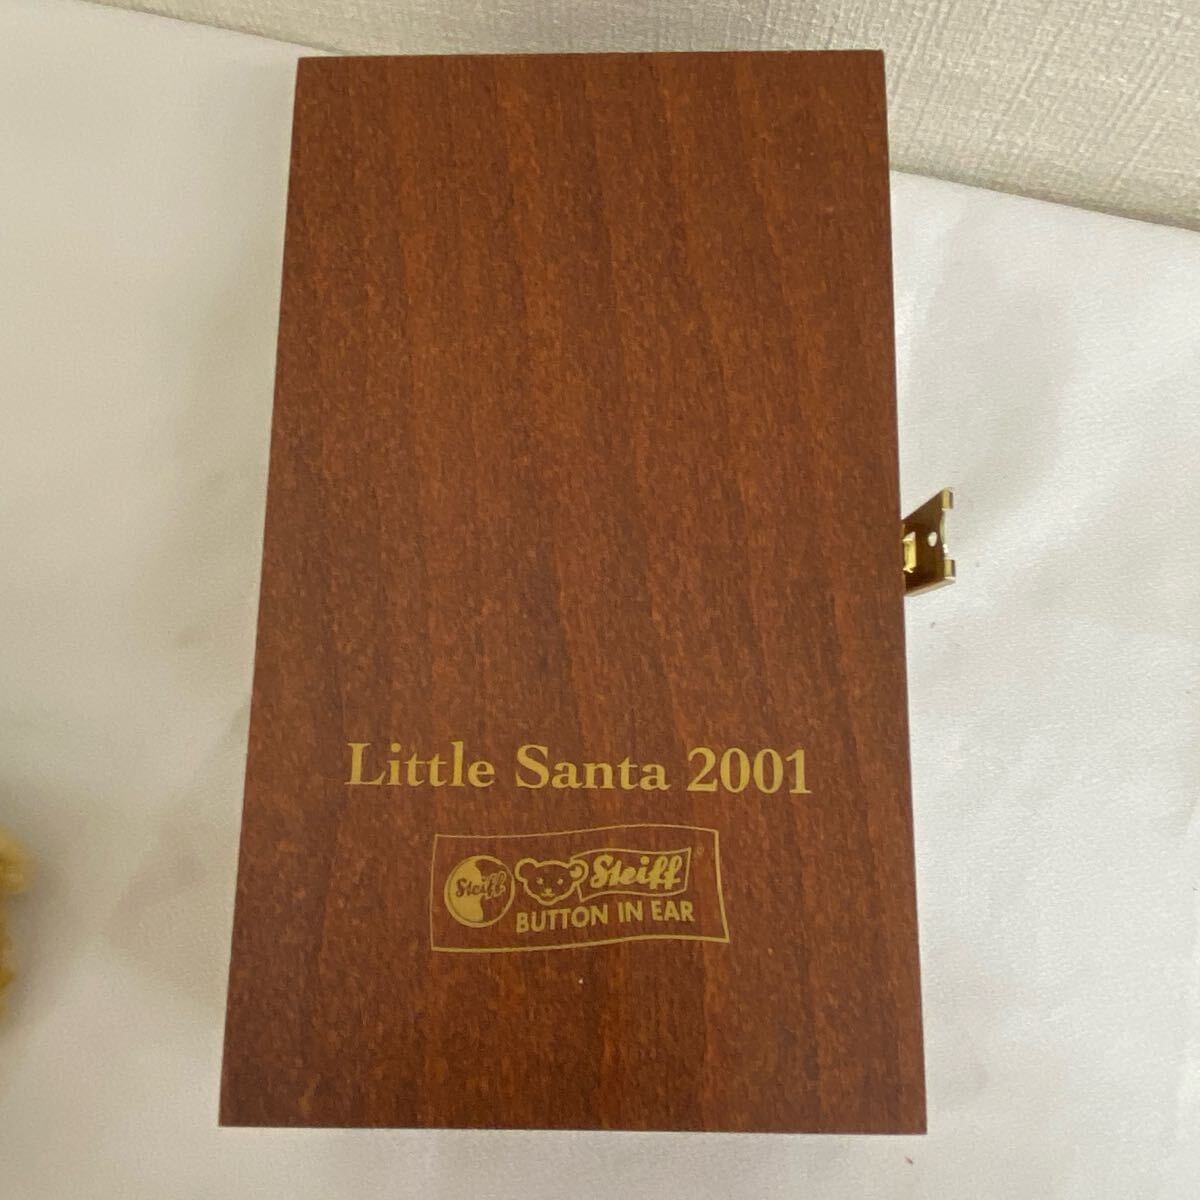 Little Santa 2001
Steiff Steiff ©
BUTTON IN EAR